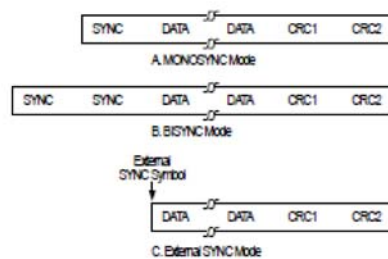 SYNC DATA DATA CRC1 CRC2
A. MONOSYNC Mode
SYNC SYNC DATA DATA CRC1 CRC2
B. BISYNC Mode
External
SYNC Symbol
DATA DATA CRC1 CRC2
C. External SYNC Mode